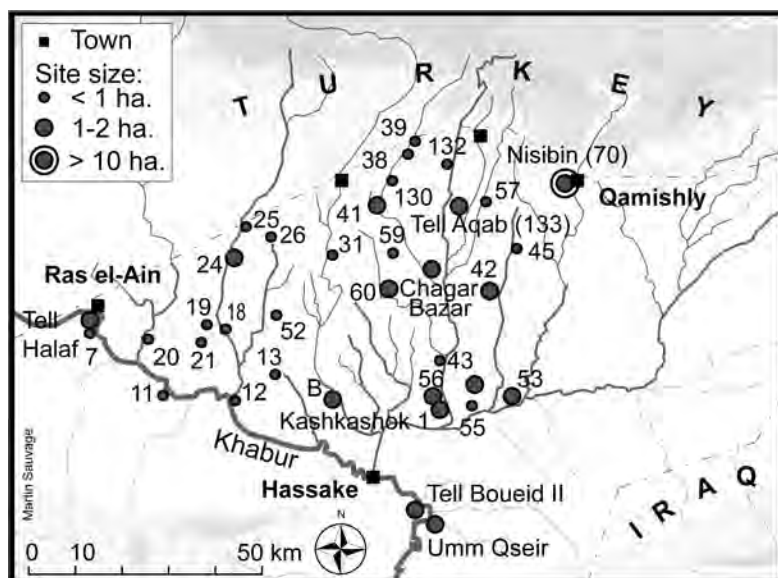 Town
Site size:
< 1 ha.
1-2 ha.
> 10 ha.
T U R K E Y
39
38
132
Nisibin (70)
57
Qamishly
130
41
Tell Aqab (133)
25
26
31
59
45
24
60
Chagar
Bazar
42
Ras el-Ain
Tell
Halaf
7
19
18
52
20
21
13
43
11
12
B
56
53
Kashkashok 1
55
Khabur
Hassake
Tell Boueid II
Umm Qseir
I R A Q
N
0 10 50 km
Martin Sauvage